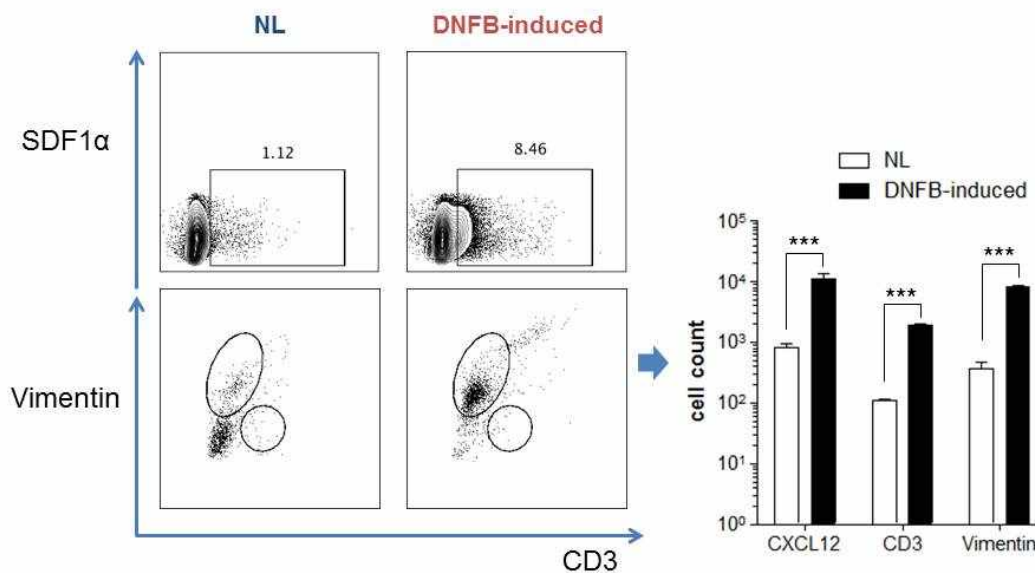 NL
DNFB-induced
SDF1α
1.12
8.46
Vimentin
CD3
NL
DNFB-induced
10⁵
10⁴
10³
10²
10¹
10⁰
cell count
***
***
***
CXCL12
CD3
Vimentin